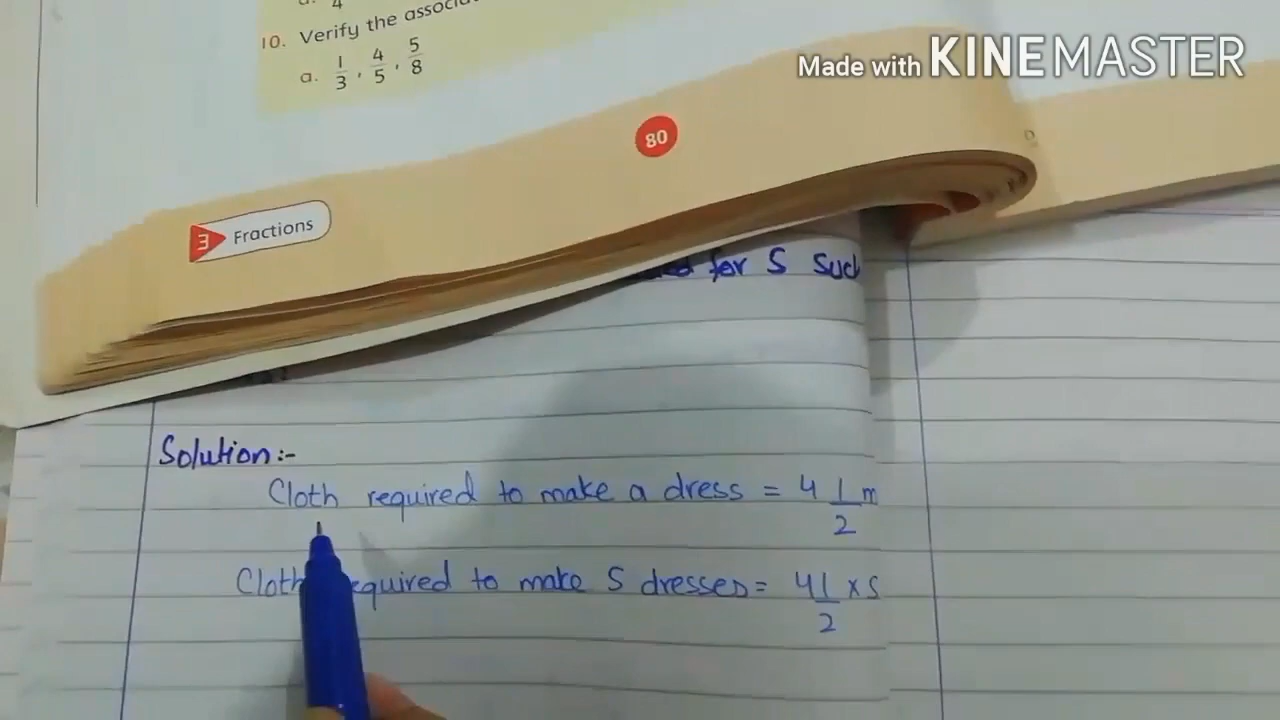 4
10. Verify the
a. 1/3, 4/5, 5/8
Made with KINEMASTER
80
3 Fractions
for 5 Such
Solution:-
Cloth required to make a dress = 4 1/2 m
Cloth required to make 5 dresses = 4 1/2 x 5